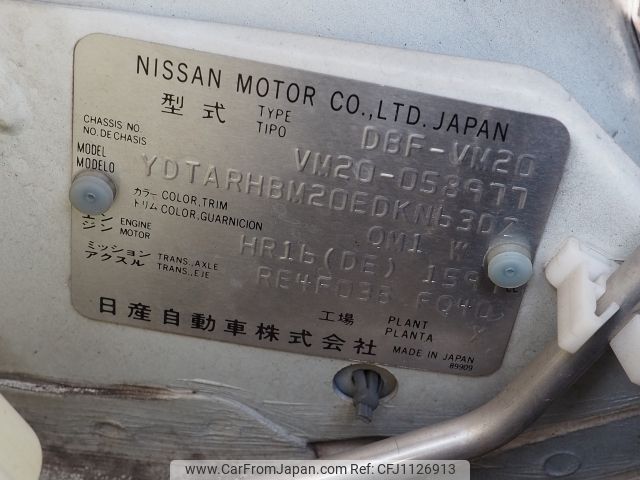 NISSAN MOTOR CO.,LTD. JAPAN
型式 TYPE TIPO DBF-VM20
CHASSIS NO. NO. DE CHASIS VM20-058977
MODEL MODELO
カラー COLOR,TRIM
トリム COLOR,GUARNICION QM1 K
エンジン ENGINE MOTOR HR16(DE)
ミッション TRANS.,AXLE
アクスル TRANS.,EJE
工場 PLANT PLANTA
日産自動車株式会社 MADE IN JAPAN
89909
www.CarFromJapan.com - © CarFromJapan.com - CFJ1126913